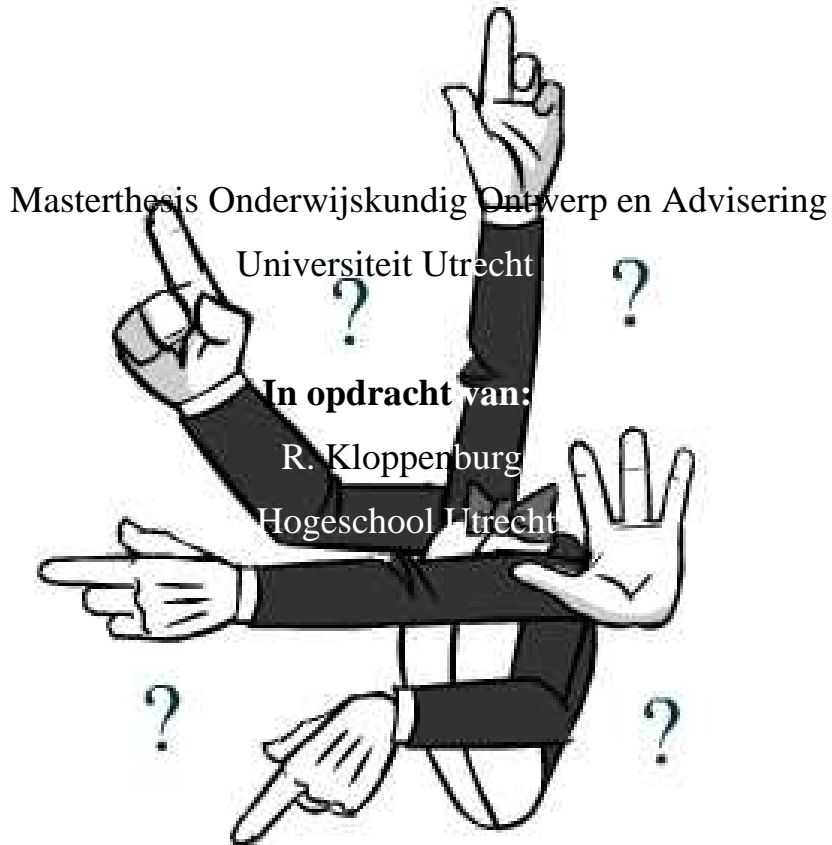 Masterthesis Onderwijskundig Ontwerp en Advisering
Universiteit Utrecht
? ?
In opdracht van:
R. Kloppenburg
Hogeschool Utrecht
? ?